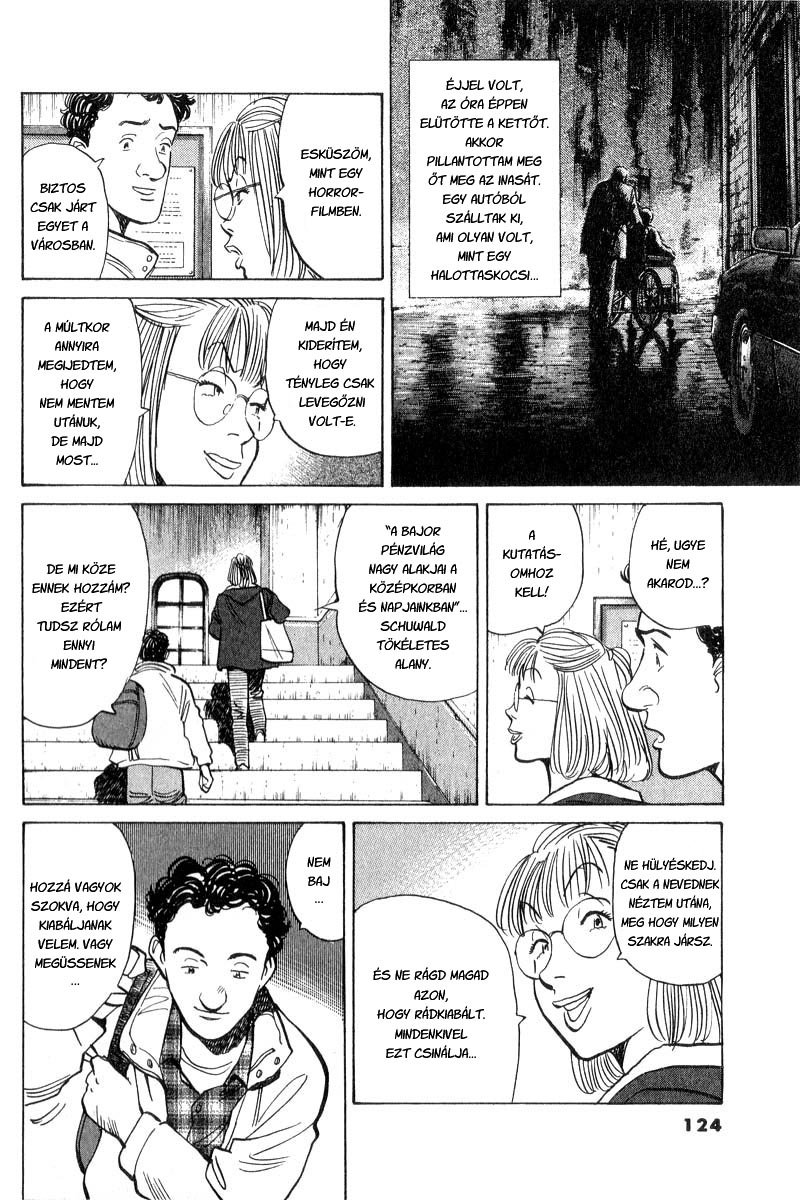 ÉJJEL VOLT,
AZ ÓRA ÉPPEN
ELÜTÖTTE A KETTŐT.
AKKOR
PILLANTOTTAM MEG
ŐT MEG AZ INASÁT.
EGY AUTÓBÓL
SZÁLLTAK KI,
AMI OLYAN VOLT,
MINT EGY
HALOTTASKOCSI...
ESKÜSZÖM,
MINT EGY
HORROR-
FILMBEN.
BIZTOS
CSAK JÁRT
EGYET A
VÁROSBAN.
MAJD ÉN
KIDERÍTEM,
HOGY
TÉNYLEG CSAK
LEVEGŐZNI
VOLT-E.
A MÚLTKOR
ANNYIRA
MEGIJEDTEM,
HOGY
NEM MENTEM
UTÁNUK,
DE MAJD
MOST...
HÉ, UGYE
NEM
AKAROD...?
A
KUTATÁS-
OMHOZ
KELL!
"A BAJOR
PÉNZVILÁG
NAGY ALAKJAI A
KÖZÉPKORBAN
ÉS NAPJAINKBAN"...
SCHUWALD
TÖKÉLETES
ALANY.
DE MI KÖZE
ENNEK HOZZÁM?
EZÉRT
TUDSZ RÓLAM
ENNYI
MINDENT?
NE HÜLYÉSKEDJ.
CSAK A NEVEDNEK
NÉZTEM UTÁNA,
MEG HOGY MILYEN
SZAKRA JÁRSZ.
ÉS NE RÁGD MAGAD
AZON,
HOGY RÁDKIABÁLT.
MINDENKIVEL
EZT CSINÁLJA...
NEM
BAJ
...
HOZZÁ VAGYOK
SZOKVA, HOGY
KIABÁLJANAK
VELEM. VAGY
MEGÜSSENEK
...
124